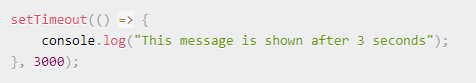 setTimeout(() => {
    console.log("This message is shown after 3 seconds");
}, 3000);